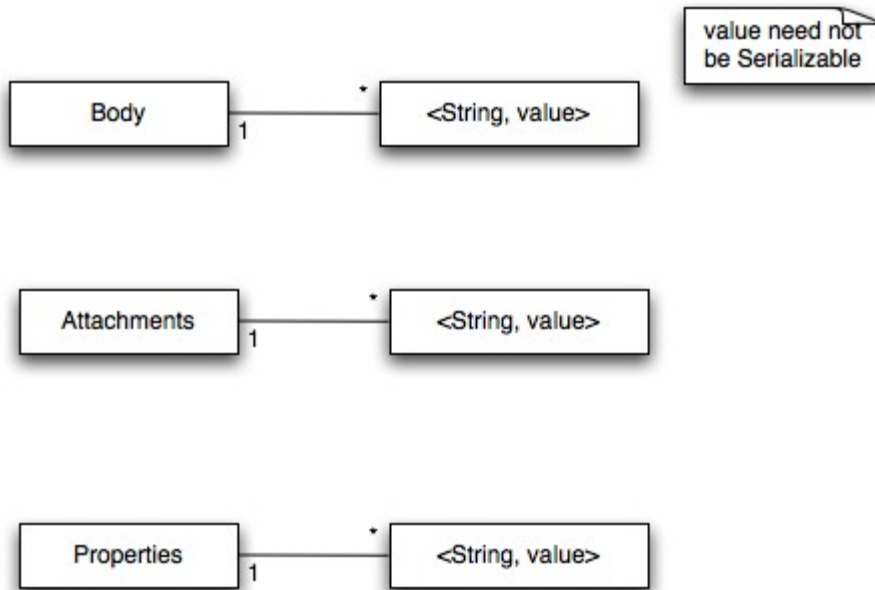 value need not
be Serializable
Body
1
*
<String, value>
Attachments
1
*
<String, value>
Properties
1
*
<String, value>